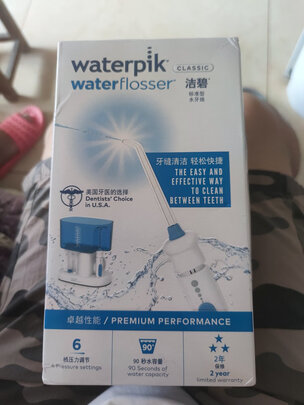 waterpik™ CLASSIC
waterflosser® 洁碧®
标准型
水牙线
牙缝清洁 轻松快捷
THE EASY AND
EFFECTIVE WAY
TO CLEAN
BETWEEN TEETH
美国牙医的选择
Dentists' Choice
in U.S.A.
卓越性能 / PREMIUM PERFORMANCE
6
档压力调节
6 Pressure settings
90"
90 秒水容量
90 Seconds of
water capacity
2年
保修
2 year
limited warranty